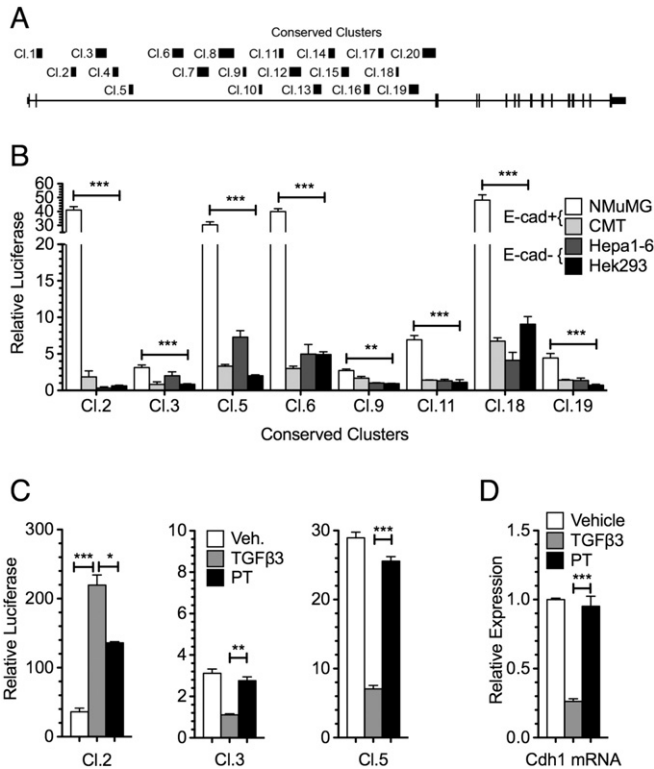 A
Conserved Clusters
Cl.1 Cl.3 Cl.6 Cl.8 Cl.11 Cl.14 Cl.17 Cl.20
Cl.2 Cl.4 Cl.7 Cl.9 Cl.12 Cl.15 Cl.18
Cl.5 Cl.10 Cl.13 Cl.16 Cl.19
B
Relative Luciferase
60
50
40
30
20
15
10
5
0
*** *** *** *** ** *** *** ***
E-cad+{ NMuMG
CMT
E-cad-{ Hepa1-6
Hek293
Cl.2 Cl.3 Cl.5 Cl.6 Cl.9 Cl.11 Cl.18 Cl.19
Conserved Clusters
C
Relative Luciferase
300
200
100
0
*** *
Cl.2
10
8
6
4
2
0
Veh.
TGFβ3
PT
**
Cl.3
30
20
10
0
***
Cl.5
D
Relative Expression
1.5
1.0
0.5
0.0
Vehicle
TGFβ3
PT
***
Cdh1 mRNA